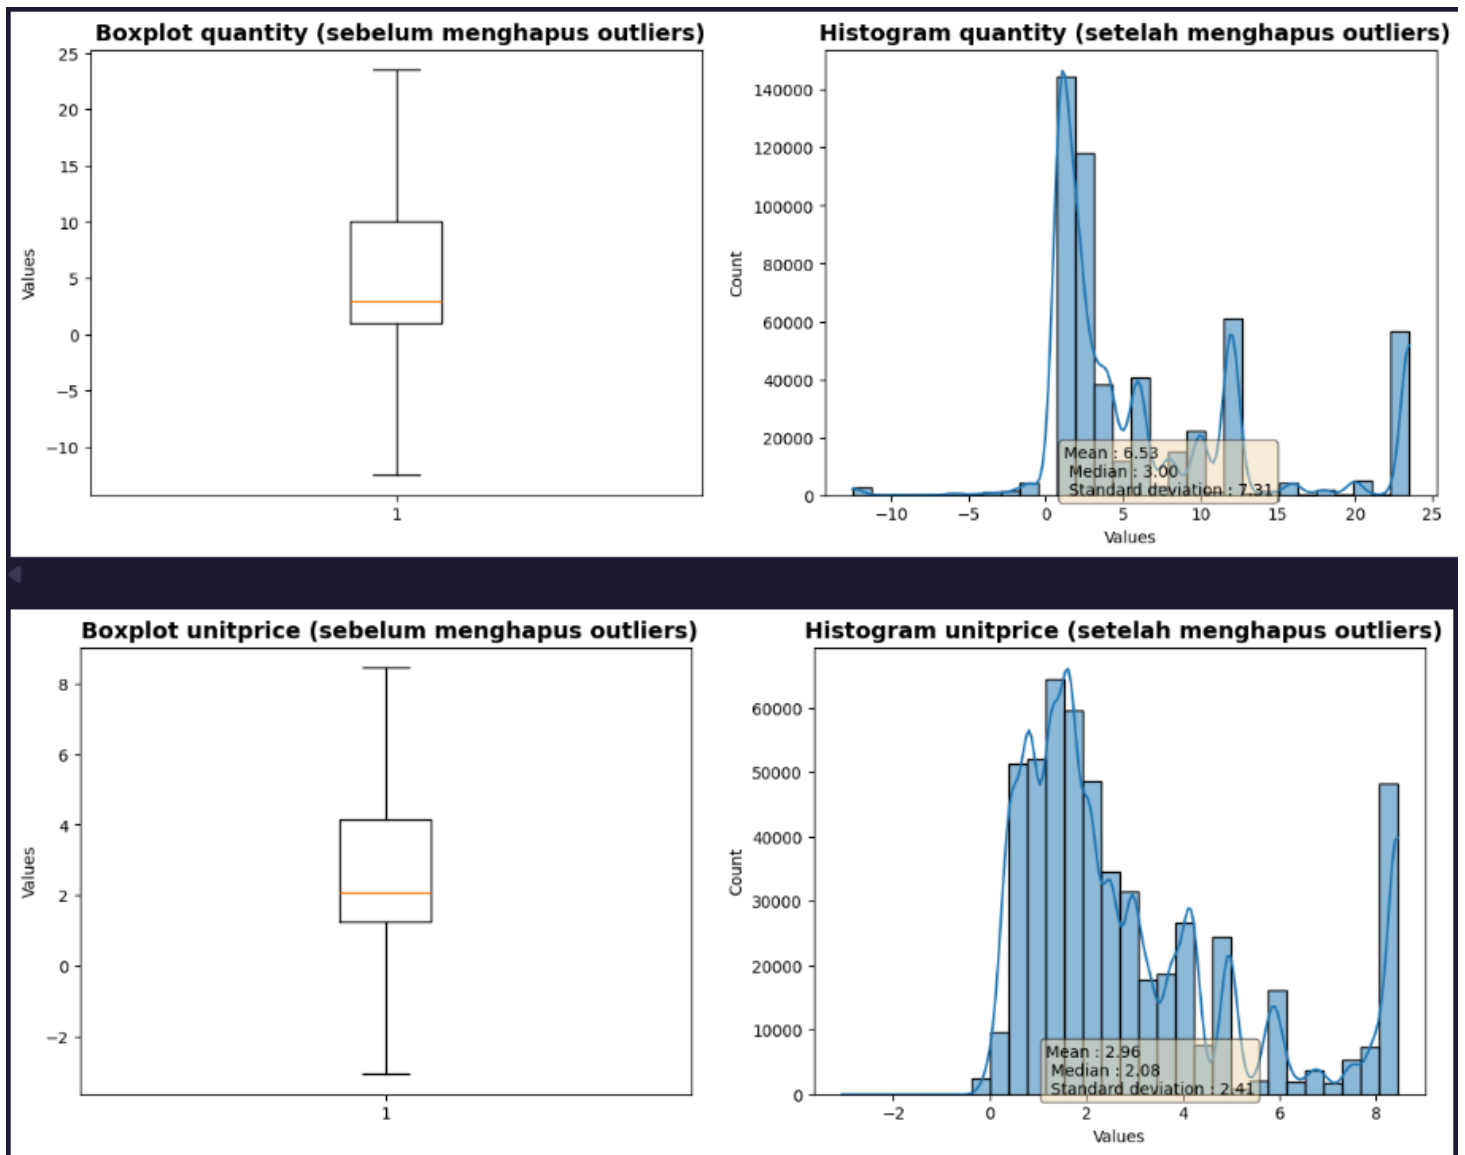 Boxplot quantity (sebelum menghapus outliers)
25
20
15
10
5
0
−5
−10
Values
1
Histogram quantity (setelah menghapus outliers)
140000
120000
100000
80000
60000
40000
20000
0
Count
Mean : 6.53
Median : 3.00
Standard deviation : 7.31
−10 −5 0 5 10 15 20 25
Values
Boxplot unitprice (sebelum menghapus outliers)
8
6
4
2
0
−2
Values
1
Histogram unitprice (setelah menghapus outliers)
60000
50000
40000
30000
20000
10000
0
Count
Mean : 2.96
Median : 2.08
Standard deviation : 2.41
−2 0 2 4 6 8
Values